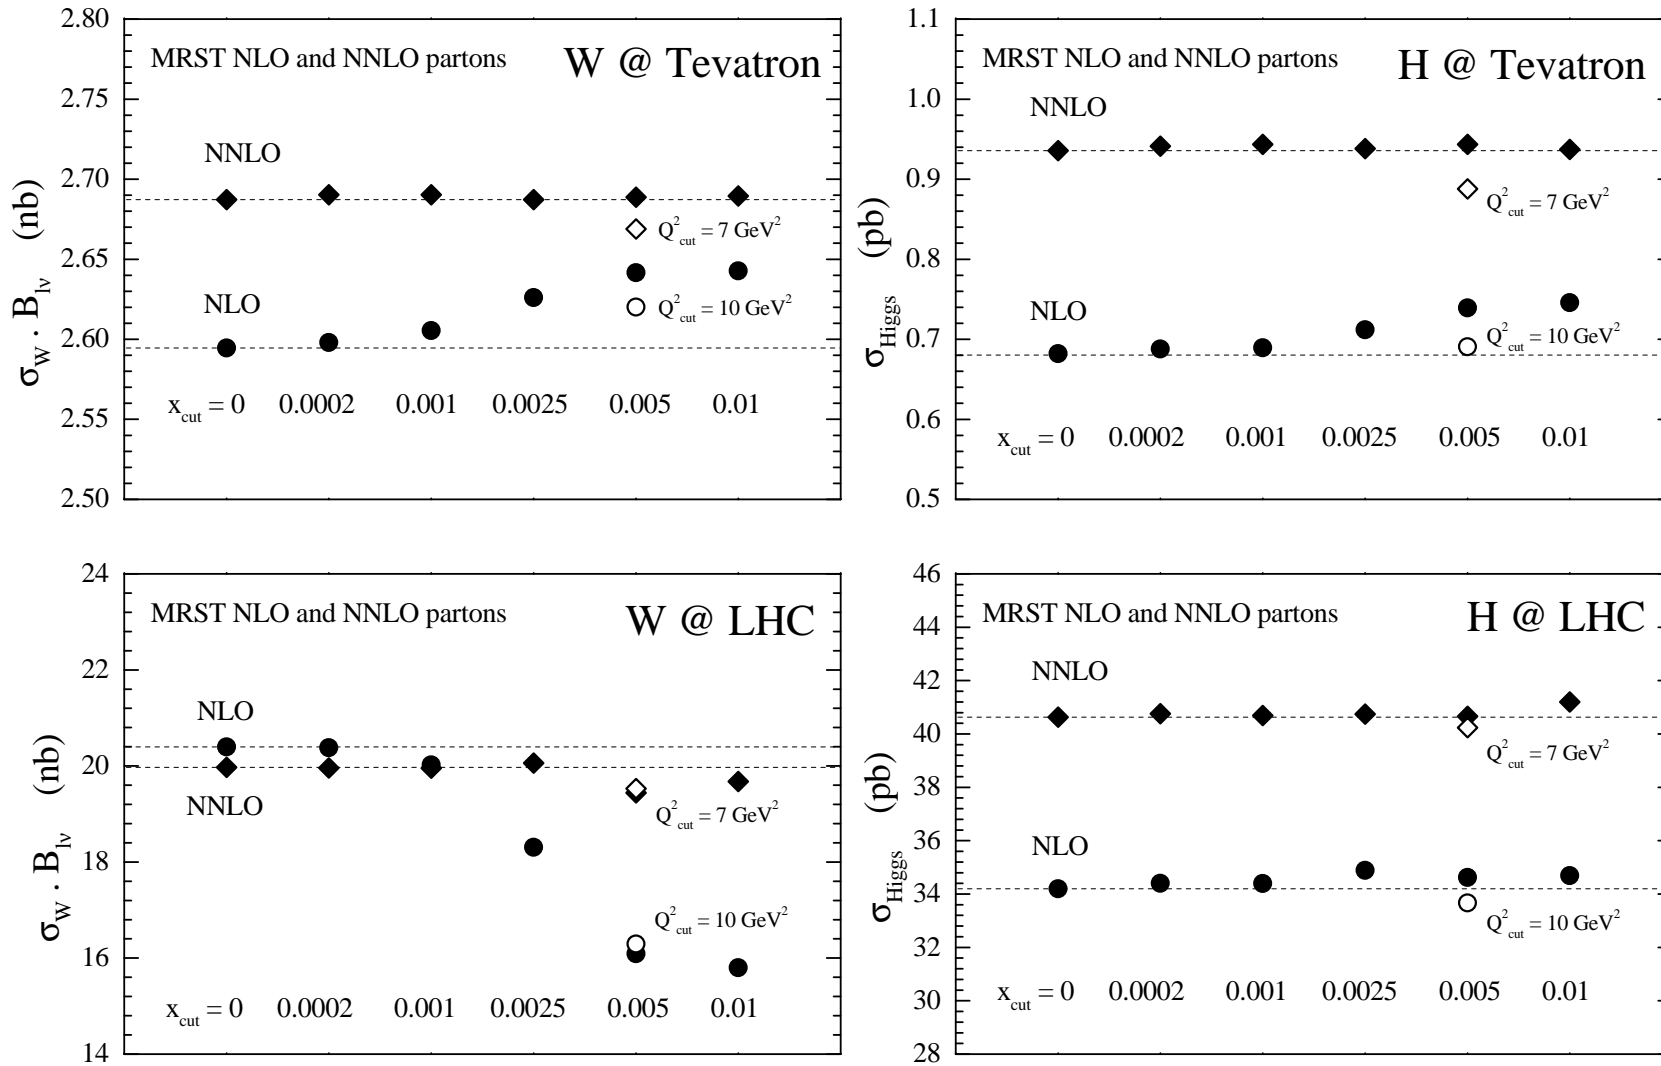 MRST NLO and NNLO partons
W @ Tevatron
NNLO
Q²cut = 7 GeV²
NLO
Q²cut = 10 GeV²
xcut = 0 0.0002 0.001 0.0025 0.005 0.01
σW · Blν (nb)
2.80
2.75
2.70
2.65
2.60
2.55
2.50
MRST NLO and NNLO partons
H @ Tevatron
NNLO
Q²cut = 7 GeV²
NLO
Q²cut = 10 GeV²
xcut = 0 0.0002 0.001 0.0025 0.005 0.01
σHiggs (pb)
1.1
1.0
0.9
0.8
0.7
0.6
0.5
MRST NLO and NNLO partons
W @ LHC
NLO
NNLO
Q²cut = 7 GeV²
Q²cut = 10 GeV²
xcut = 0 0.0002 0.001 0.0025 0.005 0.01
σW · Blν (nb)
24
22
20
18
16
14
MRST NLO and NNLO partons
H @ LHC
NNLO
Q²cut = 7 GeV²
NLO
Q²cut = 10 GeV²
xcut = 0 0.0002 0.001 0.0025 0.005 0.01
σHiggs (pb)
46
44
42
40
38
36
34
32
30
28